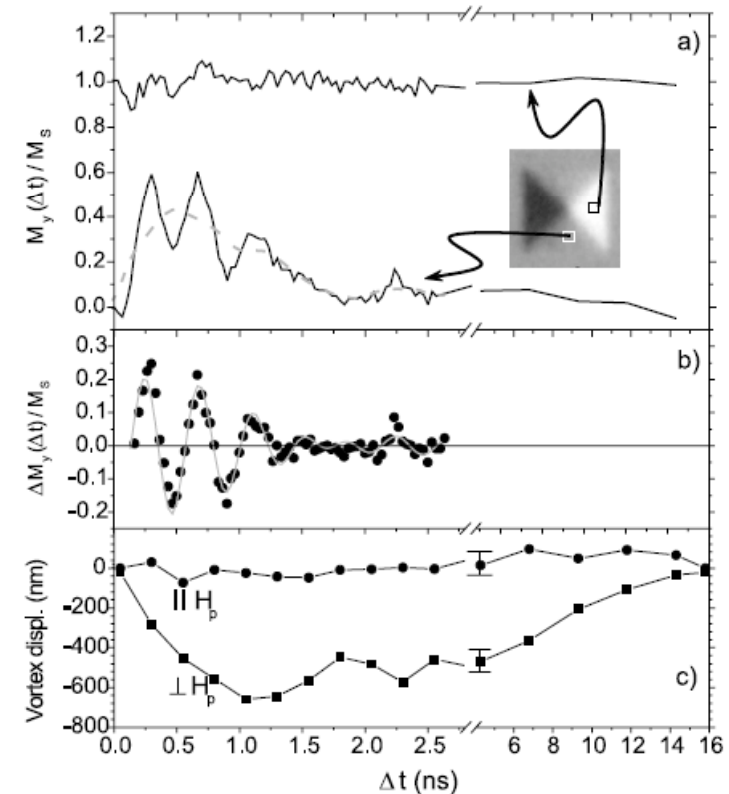 a)
1.2
1.0
0.8
0.6
0.4
0.2
0.0
M_y(Δt) / M_s
b)
0.3
0.2
0.1
0.0
-0.1
-0.2
ΔM_y(Δt) / M_s
c)
0
-200
-400
-600
-800
Vortex displ. (nm)
|| H_p
⊥ H_p
0.0 0.5 1.0 1.5 2.0 2.5 6 8 10 12 14 16
Δt (ns)